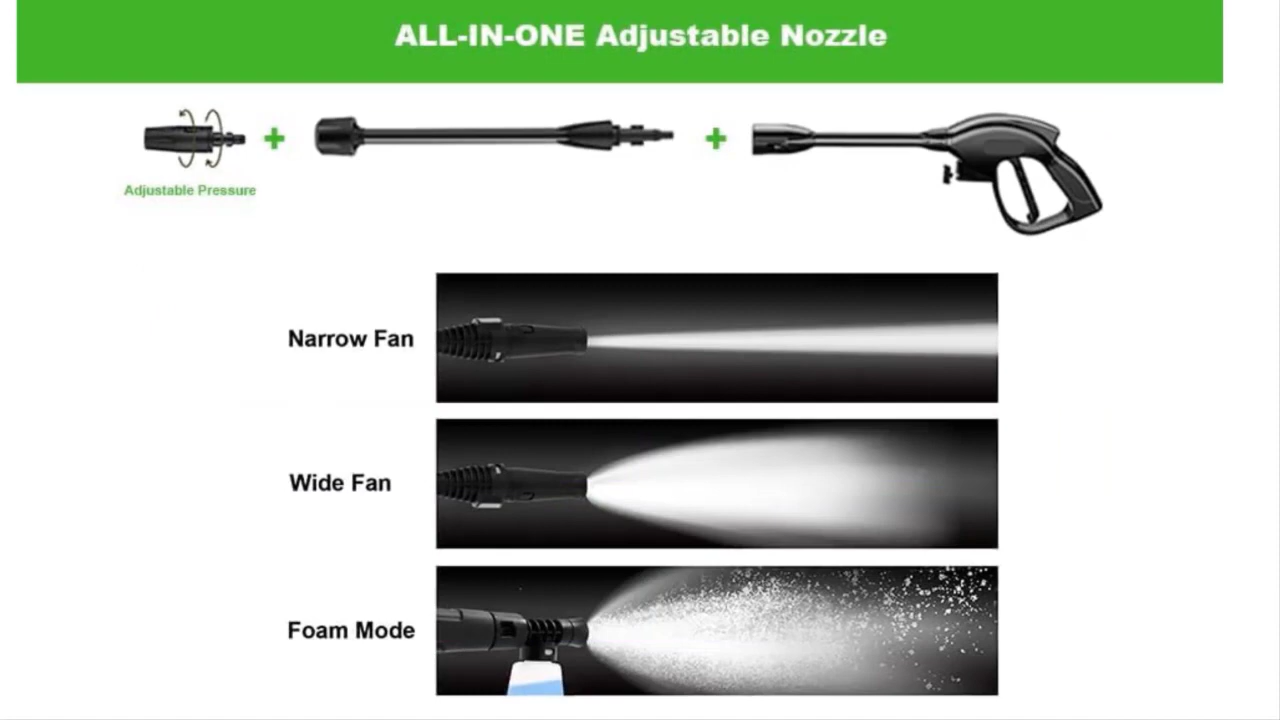 ALL-IN-ONE Adjustable Nozzle
+
+
Adjustable Pressure
Narrow Fan
Wide Fan
Foam Mode